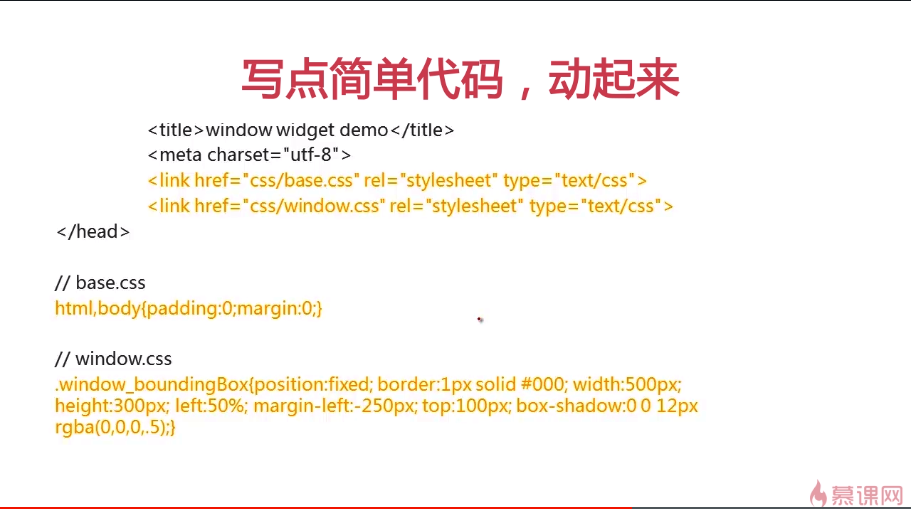 写点简单代码，动起来
<title>window widget demo</title>
<meta charset="utf-8">
<link href="css/base.css" rel="stylesheet" type="text/css">
<link href="css/window.css" rel="stylesheet" type="text/css">
</head>
// base.css
html,body{padding:0;margin:0;}
// window.css
.window_boundingBox{position:fixed; border:1px solid #000; width:500px;
height:300px; left:50%; margin-left:-250px; top:100px; box-shadow:0 0 12px
rgba(0,0,0,.5);}
慕课网